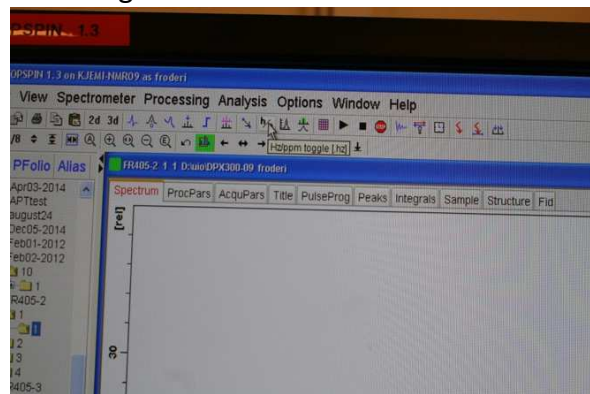 OPSPIN 1.3
OPSPIN 1.3 on KJEMI-NMR09 as froderi
View Spectrometer Processing Analysis Options Window Help
2d 3d
/8
Hz/ppm toggle [.hz]
PFolio Alias
FR405-2 1 1 D:\uio\DPX300-09 froderi
Spectrum ProcPars AcquPars Title PulseProg Peaks Integrals Sample Structure Fid
Apr03-2014
APTtest
august24
Dec05-2014
Feb01-2012
Feb02-2012
10
1
R405-2
1
1
2
3
4
R405-3
[rel]
30